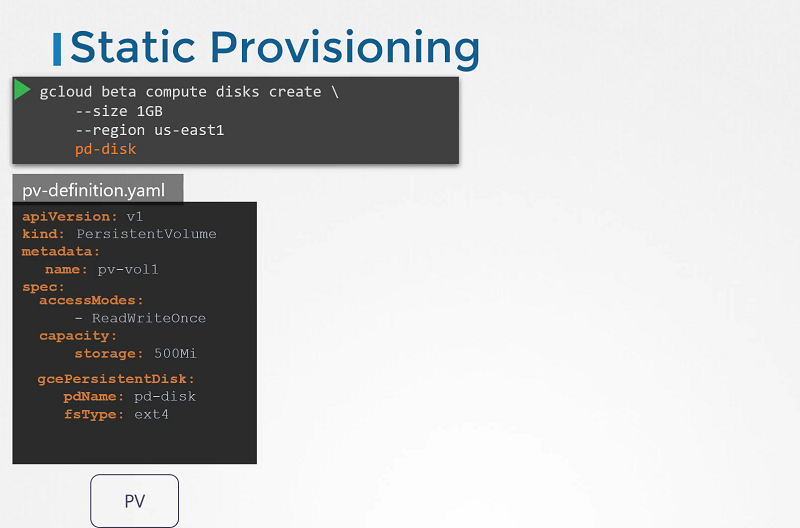 Static Provisioning
gcloud beta compute disks create \
--size 1GB
--region us-east1
pd-disk
pv-definition.yaml
apiVersion: v1
kind: PersistentVolume
metadata:
name: pv-vol1
spec:
accessModes:
- ReadWriteOnce
capacity:
storage: 500Mi
gcePersistentDisk:
pdName: pd-disk
fsType: ext4
PV